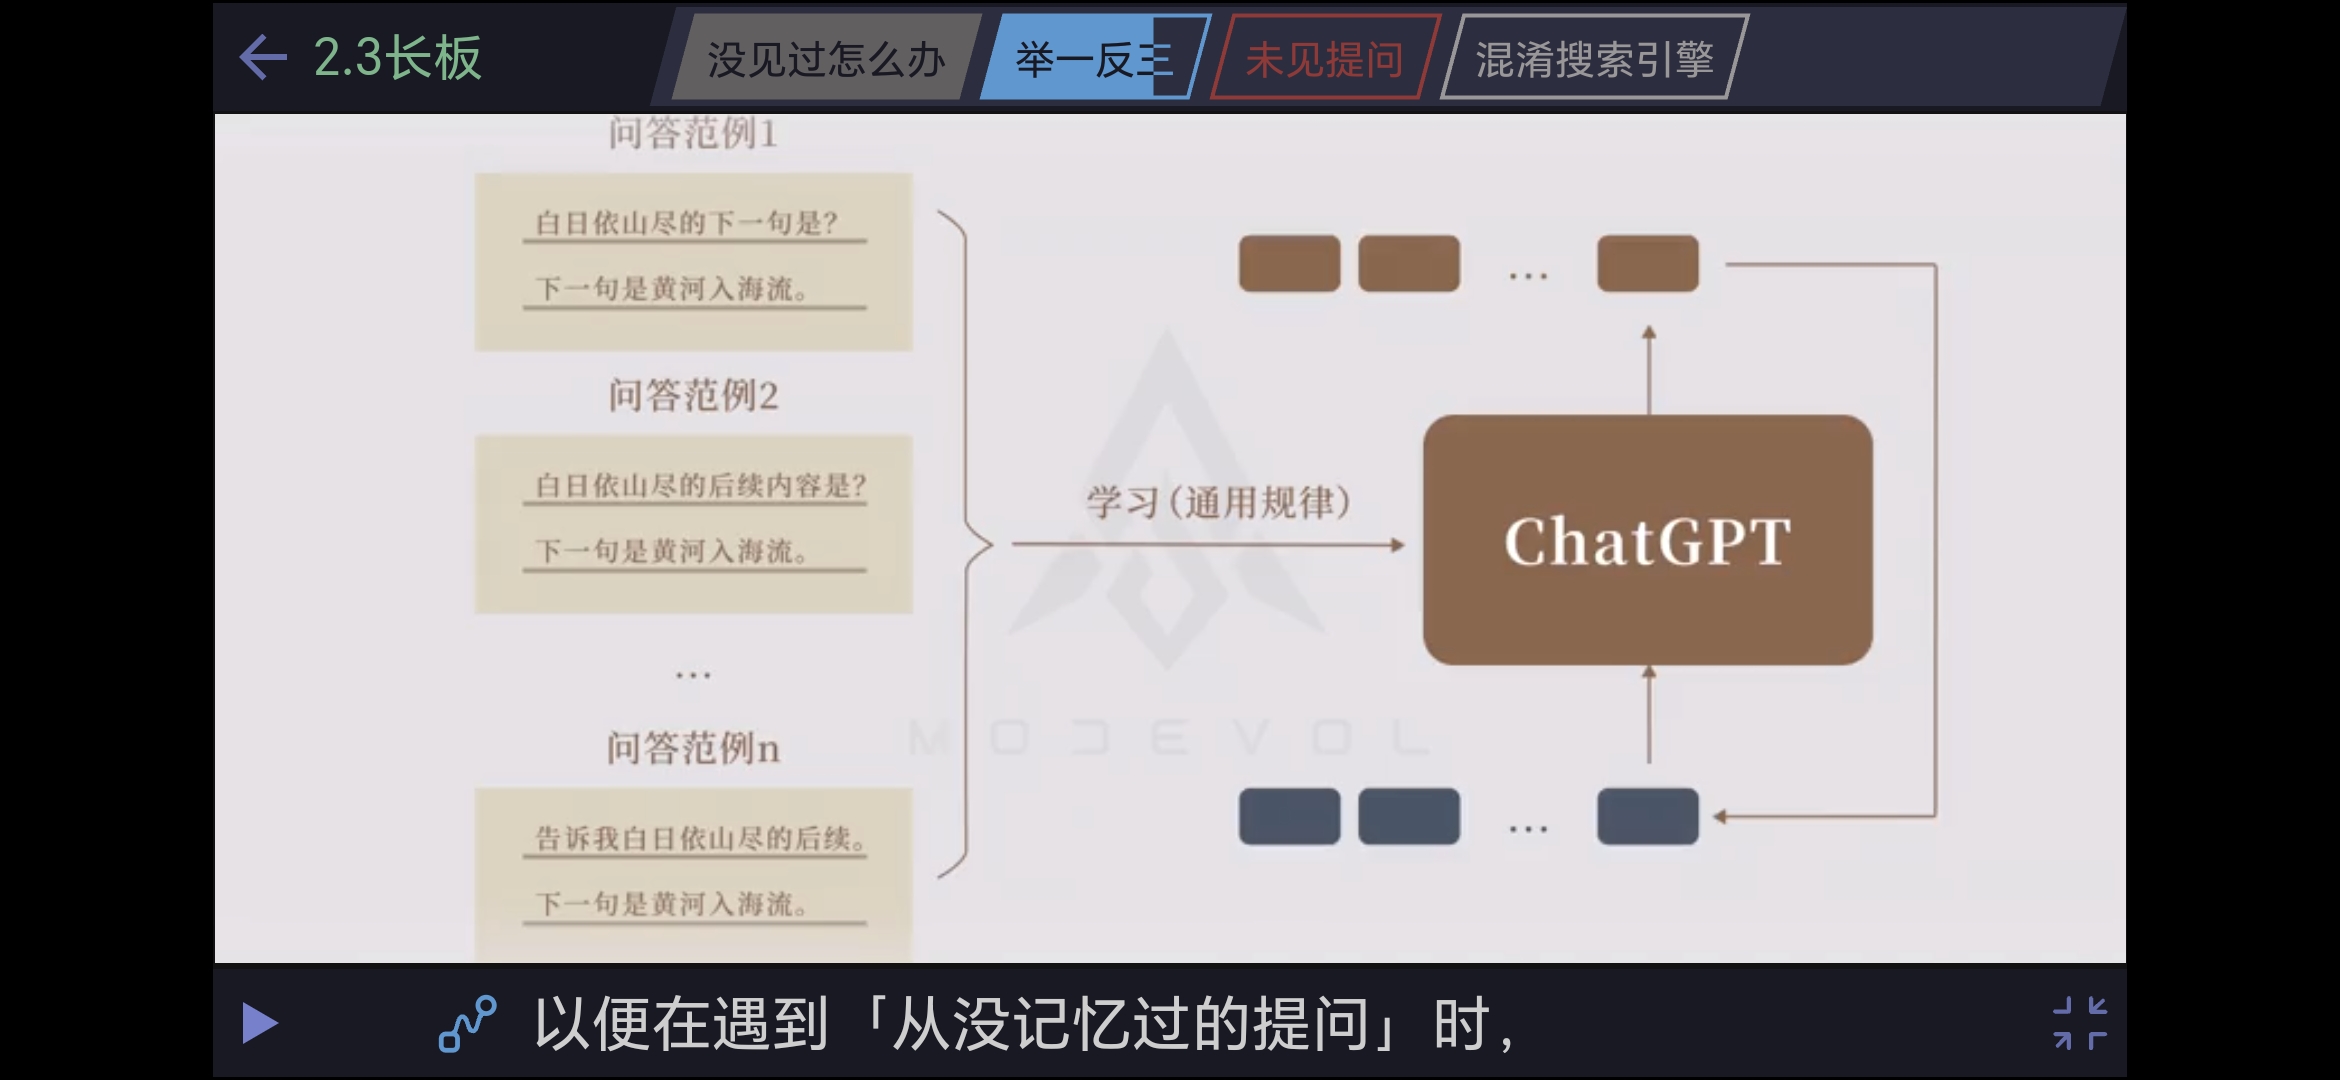 2.3长板
没见过怎么办
举一反三
未见提问
混淆搜索引擎
问答范例1
白日依山尽的下一句是?
下一句是黄河入海流。
问答范例2
白日依山尽的后续内容是?
下一句是黄河入海流。
...
问答范例n
告诉我白日依山尽的后续。
下一句是黄河入海流。
学习(通用规律)
...
ChatGPT
...
MODEVOL
以便在遇到「从没记忆过的提问」时,